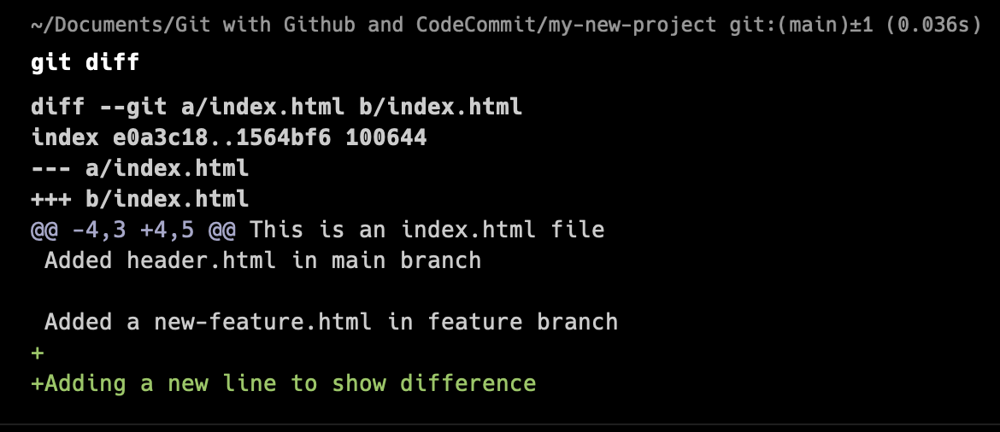 ~/Documents/Git with Github and CodeCommit/my-new-project git:(main)±1 (0.036s)
git diff
diff --git a/index.html b/index.html
index e0a3c18..1564bf6 100644
--- a/index.html
+++ b/index.html
@@ -4,3 +4,5 @@ This is an index.html file
 Added header.html in main branch

 Added a new-feature.html in feature branch
+
+Adding a new line to show difference